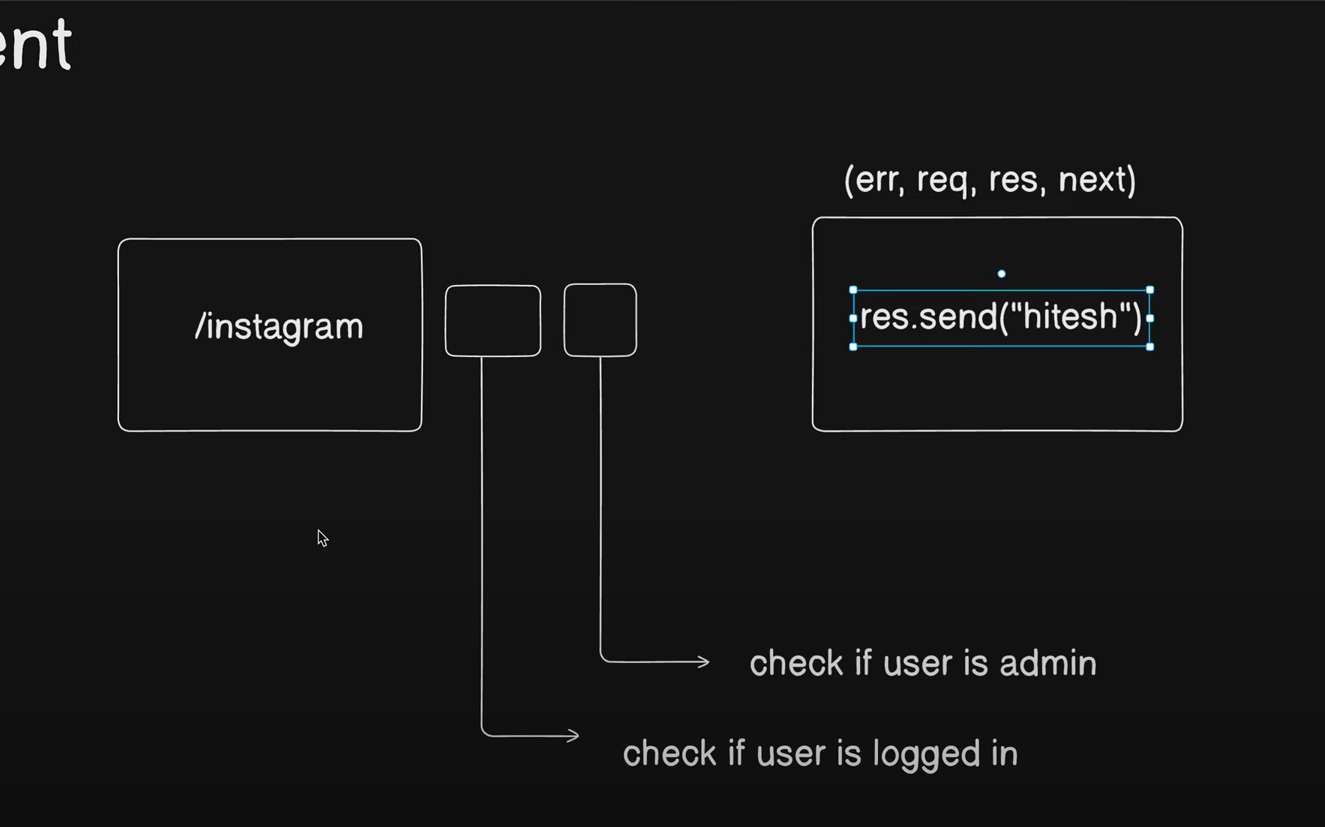 ent
(err, req, res, next)
/instagram
res.send("hitesh")
check if user is admin
check if user is logged in